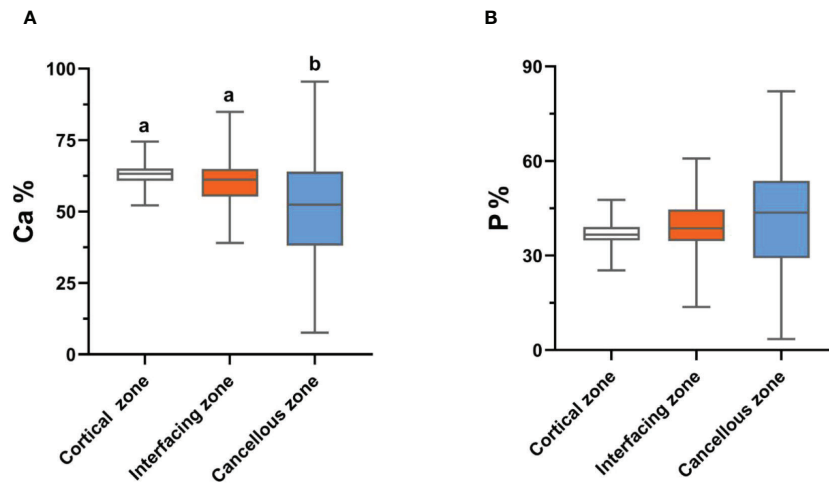 A
Ca %
100
75
50
25
0
a
a
b
Cortical zone
Interfacing zone
Cancellous zone
B
P %
90
60
30
0
Cortical zone
Interfacing zone
Cancellous zone